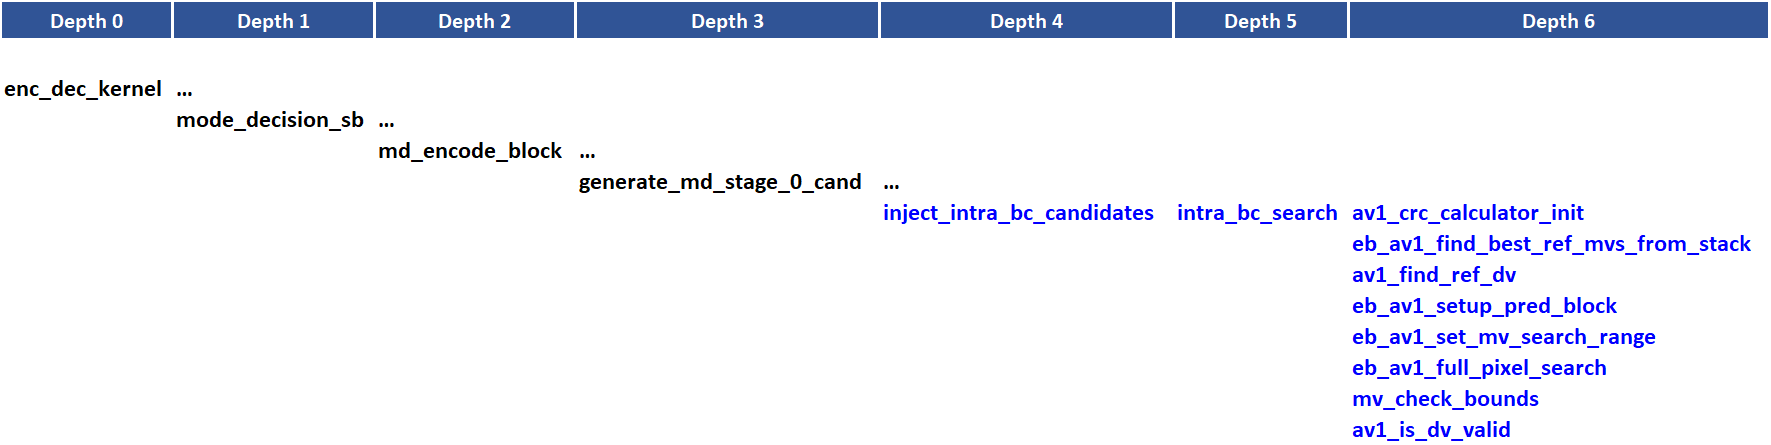 Depth 0 Depth 1 Depth 2 Depth 3 Depth 4 Depth 5 Depth 6
enc_dec_kernel ...
mode_decision_sb ...
md_encode_block ...
generate_md_stage_0_cand ...
inject_intra_bc_candidates intra_bc_search av1_crc_calculator_init
eb_av1_find_best_ref_mvs_from_stack
av1_find_ref_dv
eb_av1_setup_pred_block
eb_av1_set_mv_search_range
eb_av1_full_pixel_search
mv_check_bounds
av1_is_dv_valid